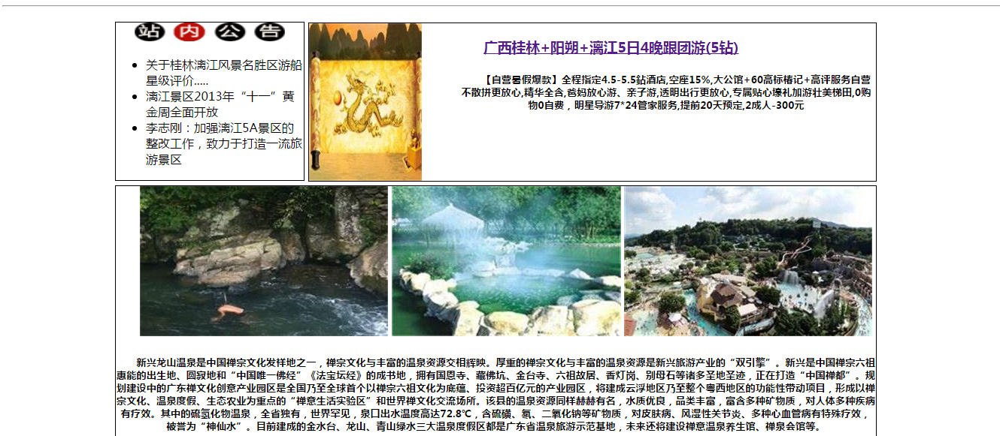 站内公告
关于桂林漓江风景名胜区游船
星级评价.....
漓江景区2013年“十一”黄
金周全面开放
李志刚：加强漓江5A景区的
整改工作，致力于打造一流旅
游景区
广西桂林+阳朔+漓江5日4晚跟团游(5钻)
【自营暑假爆款】全程指定4.5-5.5鉆酒店,空座15%,大公馆+60高标椿记+高评服务自营
不散拼更放心,精华全含,爸妈放心游、亲子游,透明出行更放心,专属贴心壕礼加游壮美梯田,0购
物0自费，明星导游7*24管家服务,提前20天预定,2成人-300元
新兴龙山温泉是中国禅宗文化发祥地之一，禅宗文化与丰富的温泉资源交相辉映。厚重的禅宗文化与丰富的温泉资源是新兴旅游产业的“双引擎”。新兴是中国禅宗六祖
惠能的出生地、圆寂地和“中国唯一佛经”《法宝坛经》的成书地，拥有国恩寺、藏佛坑、金台寺、六祖故居、香灯岗、别母石等诸多圣地圣迹，正在打造“中国禅都”。规
划建设中的广东禅文化创意产业园区是全国乃至全球首个以禅宗六祖文化为底蕴、投资超百亿元的产业园区，将建成云浮地区乃至整个粤西地区的功能性带动项目，形成以禅
宗文化、温泉度假、生态农业为重点的“禅意生活实验区”和世界禅文化交流场所。该县的温泉资源同样赫赫有名，水质优良，品类丰富，富含多种矿物质，对人体多种疾病
有疗效。其中的硫氢化物温泉，全省独有，世界罕见，泉口出水温度高达72.8℃，含硫磺、氡、二氧化钠等矿物质，对皮肤病、风湿性关节炎、多种心血管病有特殊疗效，
被誉为“神仙水”。目前建成的金水台、龙山、青山绿水三大温泉度假区都是广东省温泉旅游示范基地，未来还将建设禅意温泉养生馆、禅泉会馆等。